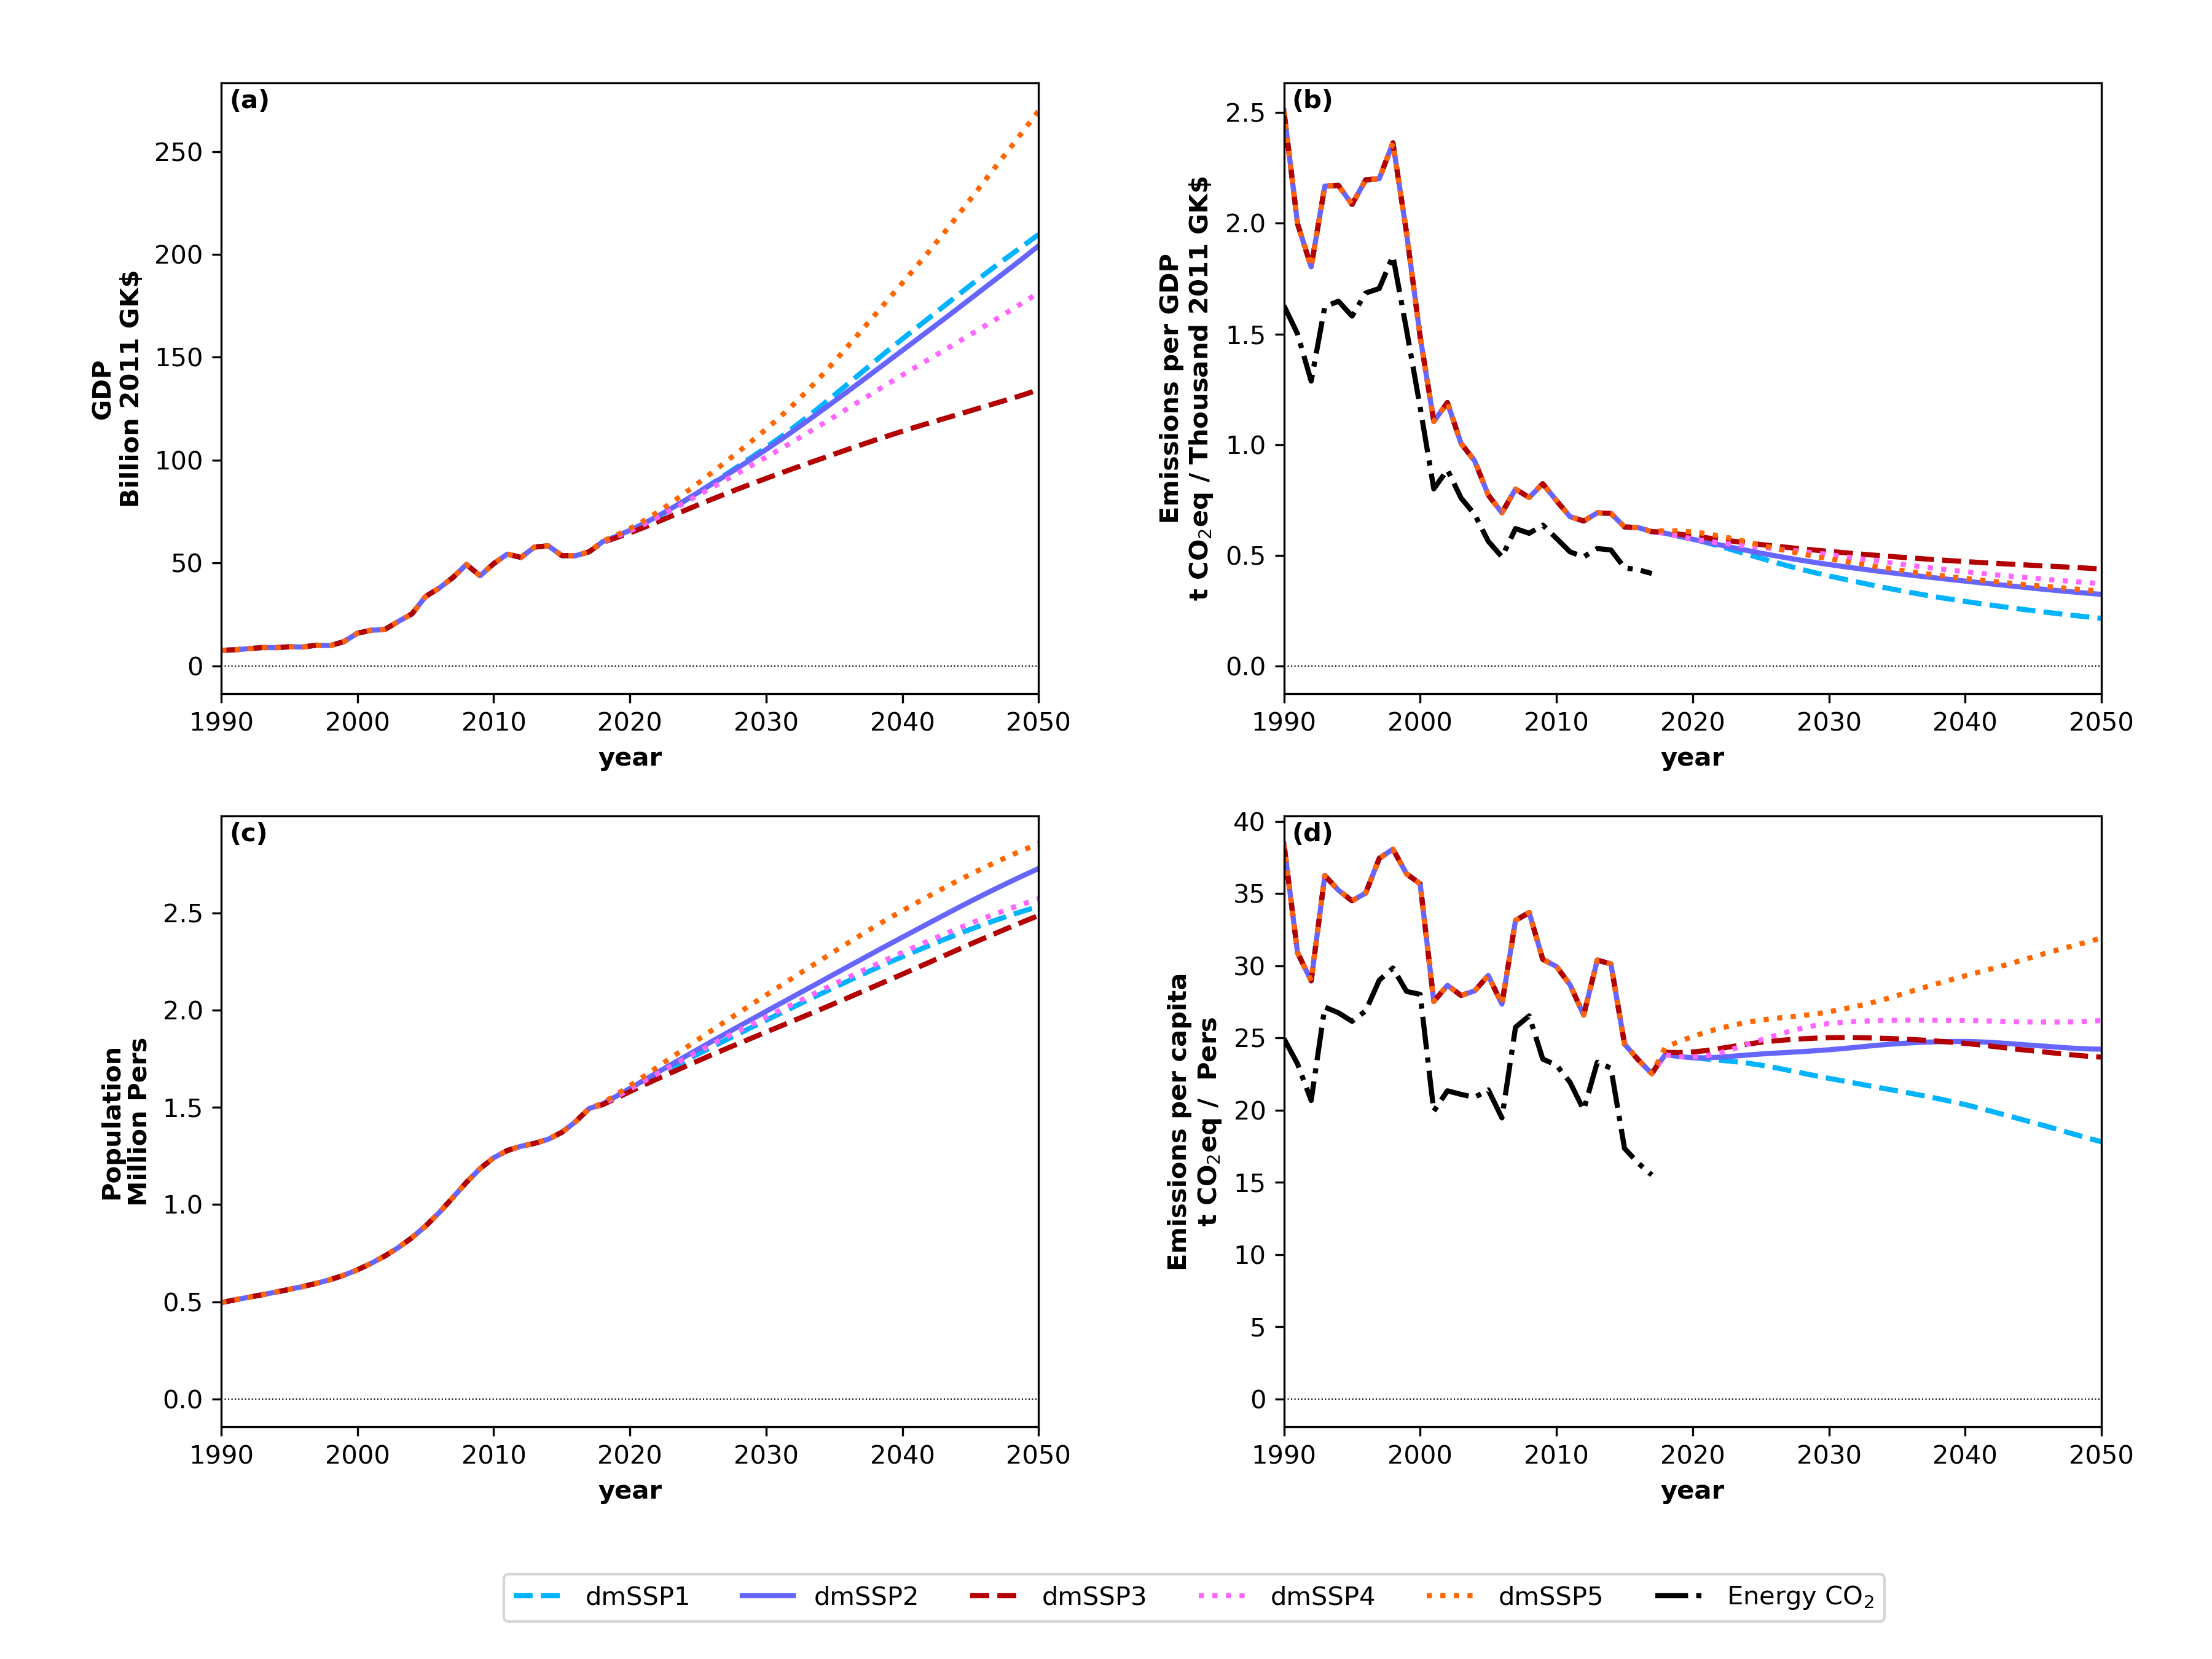 (a)
250
200
150
100
50
0
GDP
Billion 2011 GK$
1990 2000 2010 2020 2030 2040 2050
year
(b)
2.5
2.0
1.5
1.0
0.5
0.0
Emissions per GDP
t CO₂eq / Thousand 2011 GK$
1990 2000 2010 2020 2030 2040 2050
year
(c)
2.5
2.0
1.5
1.0
0.5
0.0
Population
Million Pers
1990 2000 2010 2020 2030 2040 2050
year
(d)
40
35
30
25
20
15
10
5
0
Emissions per capita
t CO₂eq / Pers
1990 2000 2010 2020 2030 2040 2050
year
dmSSP1 dmSSP2 dmSSP3 dmSSP4 dmSSP5 Energy CO₂